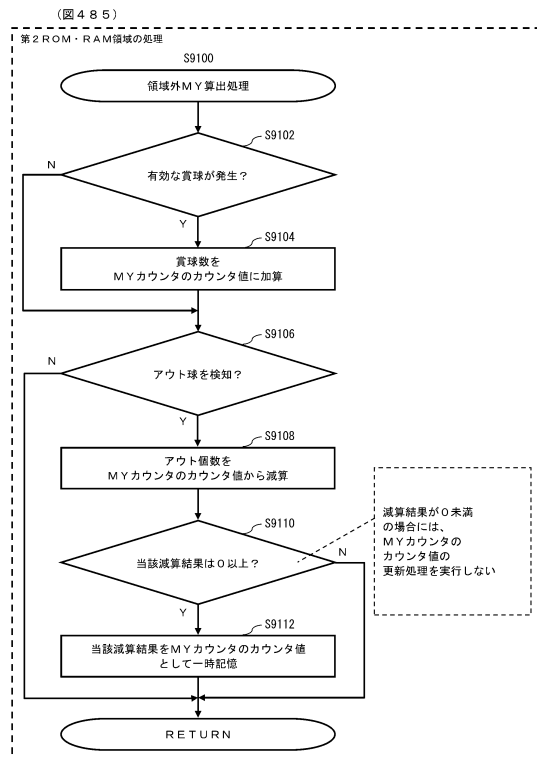 (図485)
第2ROM・RAM領域の処理
S9100
領域外MY算出処理
S9102
N
有効な賞球が発生？
Y
S9104
賞球数を
MYカウンタのカウンタ値に加算
S9106
N
アウト球を検知？
Y
S9108
アウト個数を
MYカウンタのカウンタ値から減算
S9110
当該減算結果は0以上？
N
減算結果が0未満
の場合には、
MYカウンタの
カウンタ値の
更新処理を実行しない
Y
S9112
当該減算結果をMYカウンタのカウンタ値
として一時記憶
RETURN